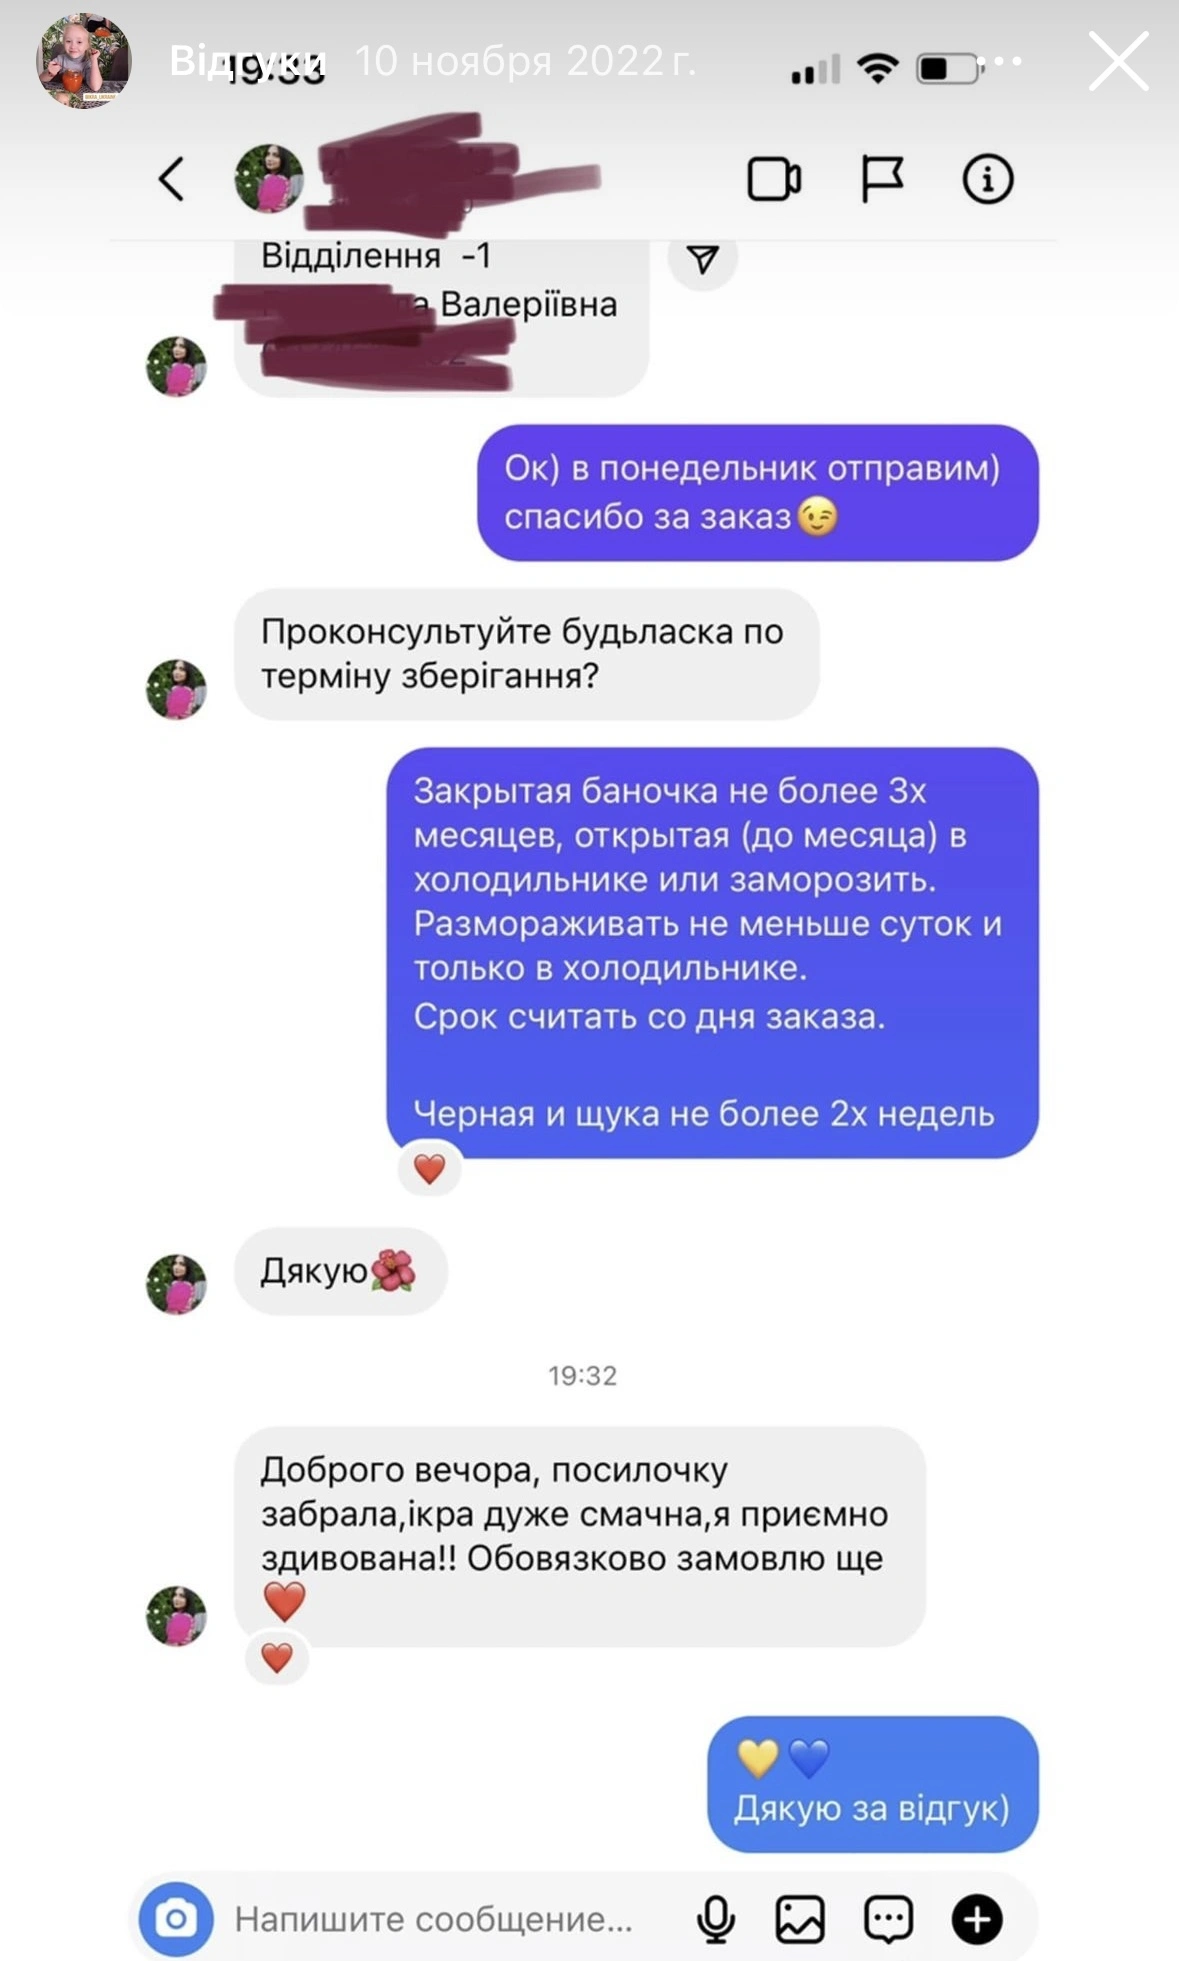 Відгуки 10 ноября 2022 г.
19:33
Відділення -1
Валеріївна
Ок) в понедельник отправим)
спасибо за заказ😉
Проконсультуйте будьласка по
терміну зберігання?
Закрытая баночка не более 3х
месяцев, открытая (до месяца) в
холодильнике или заморозить.
Размораживать не меньше суток и
только в холодильнике.
Срок считать со дня заказа.
Черная и щука не более 2х недель
❤️
Дякую🌺
19:32
Доброго вечора, посилочку
забрала,ікра дуже смачна,я приємно
здивована!! Обовязково замовлю ще
❤️
❤️
💛💙
Дякую за відгук)
Напишите сообщение...